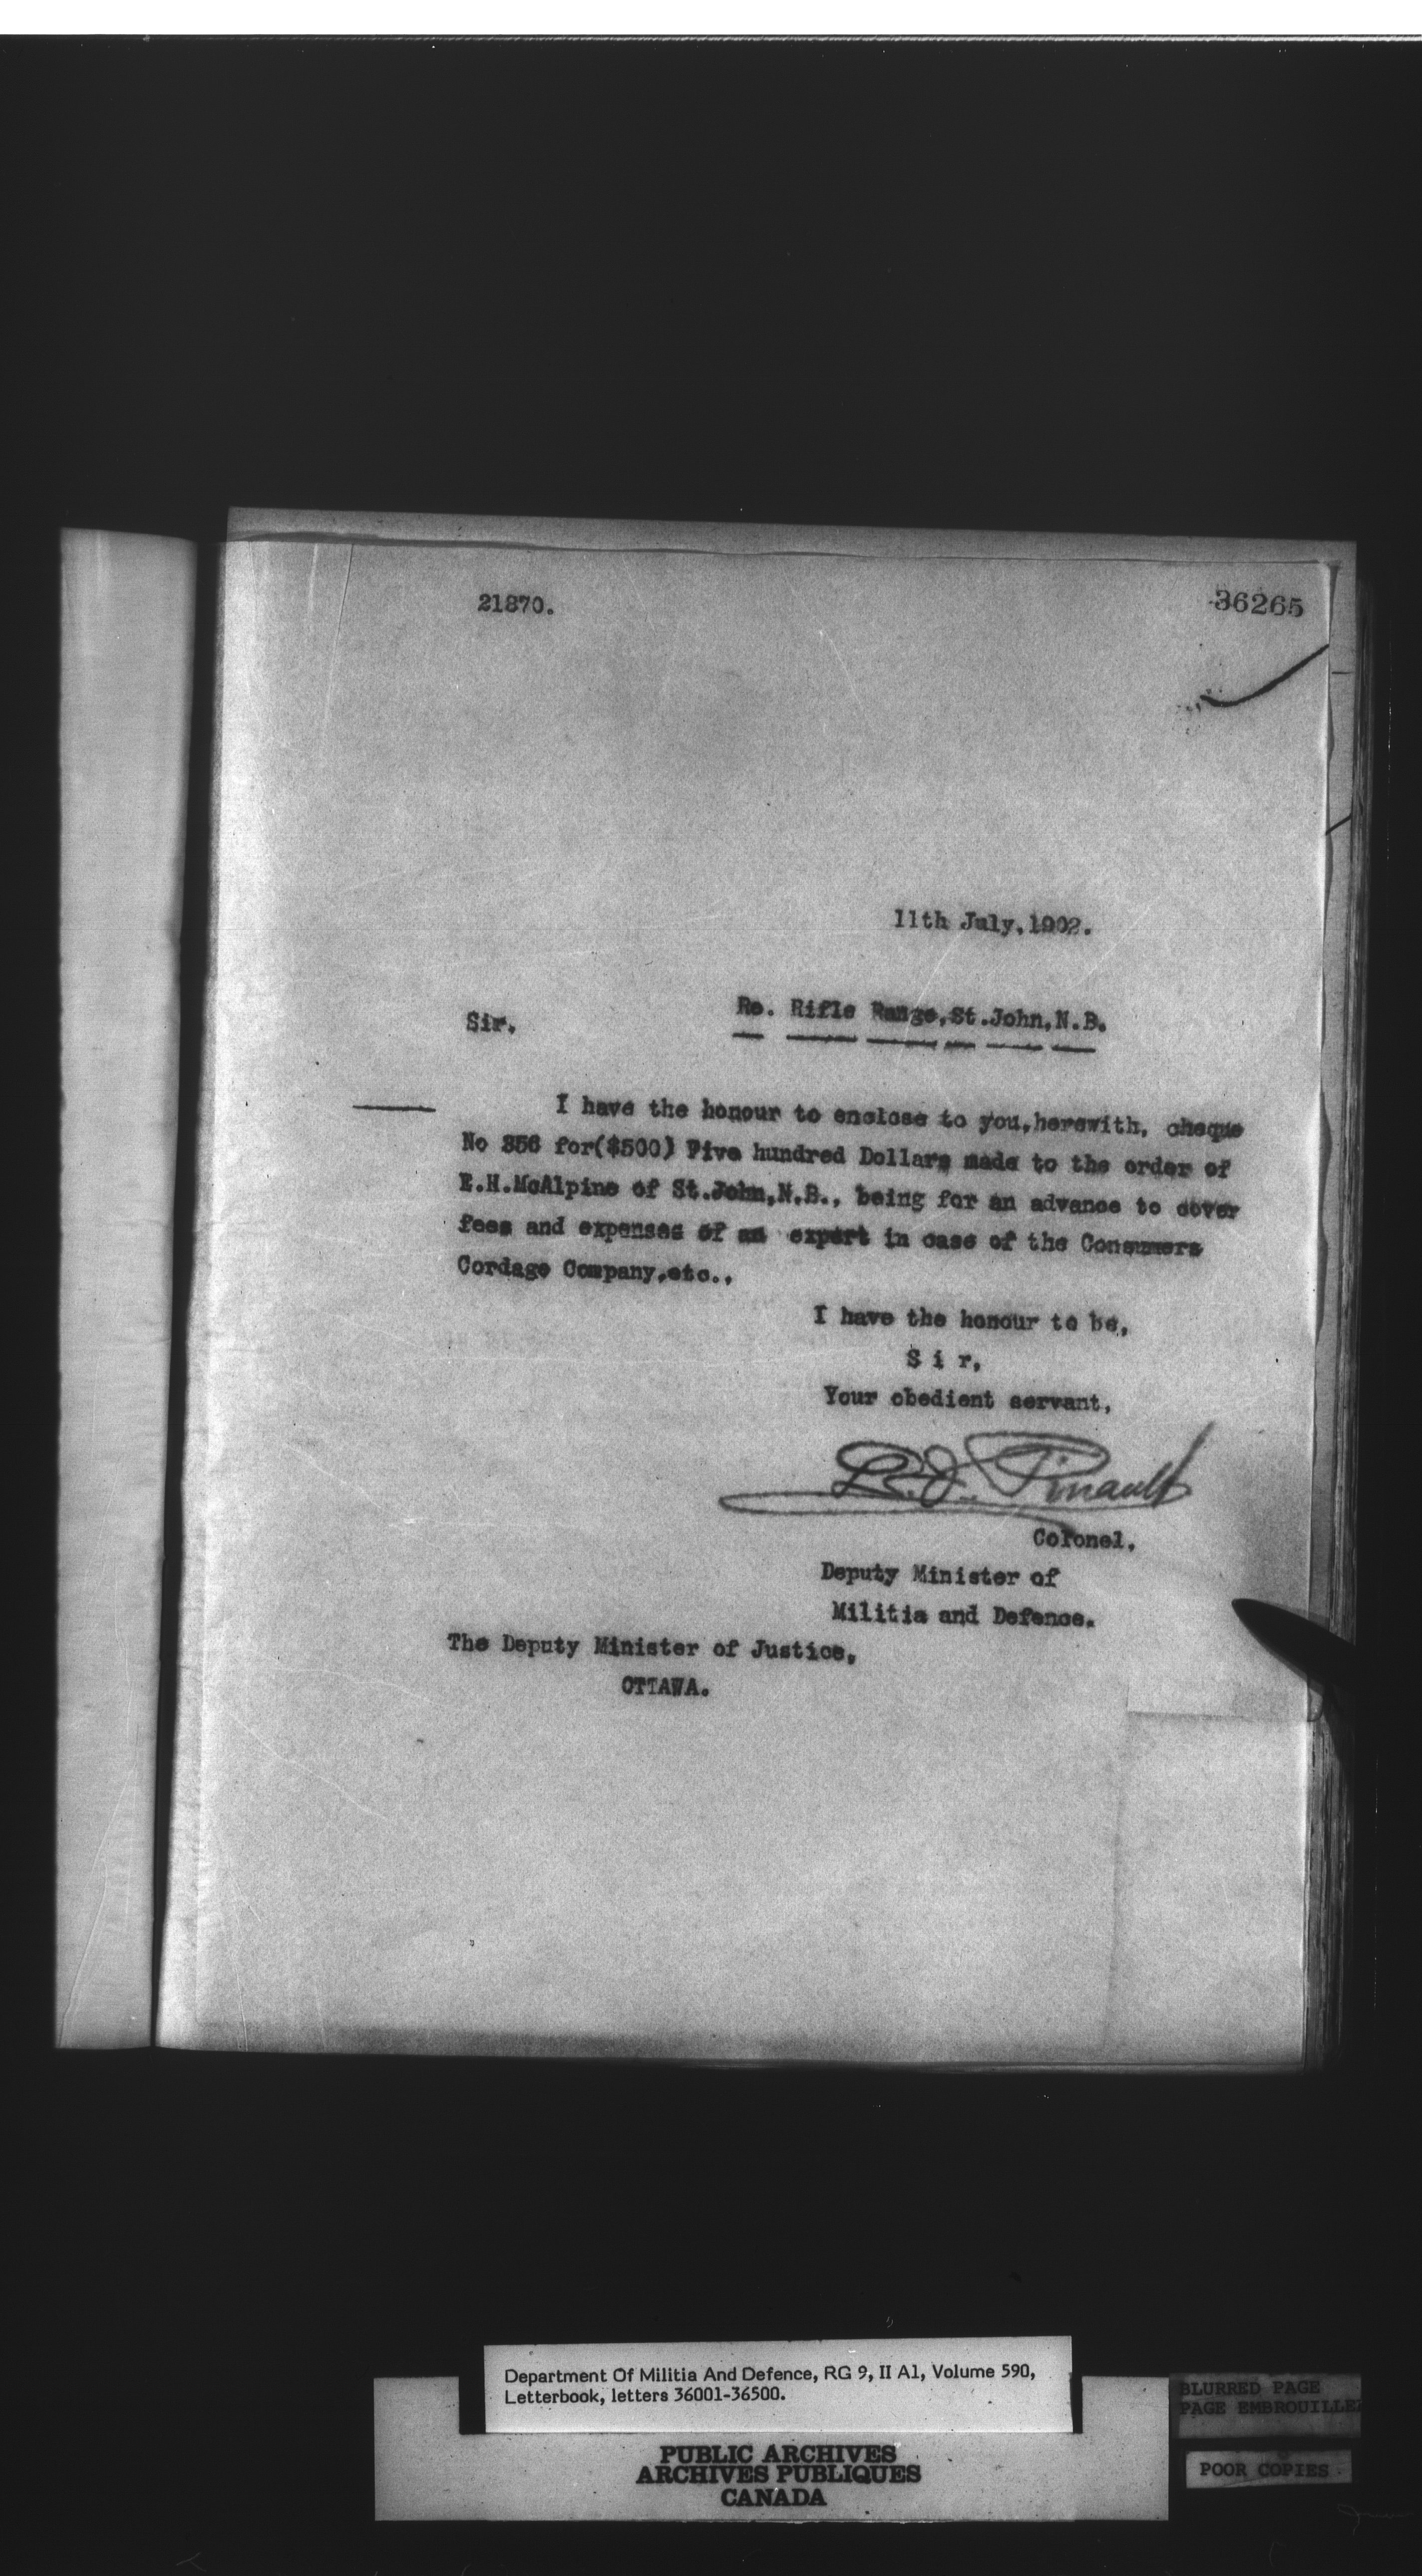 21870.
36265
11th July, 1902.
Re. Rifle Range, St. John, N.B.
Sir,
I have the honour to enclose to you, herewith, cheque
No 356 for ($500) Five hundred Dollars made to the order of
E.H. McAlpine of St. John, N.B., being for an advance to cover
fees and expenses of an expert in case of the Consumers
Cordage Company, etc.,
I have the honour to be,
S i r,
Your obedient servant,
L. F. Pinault
Colonel,
Deputy Minister of
Militia and Defence.
The Deputy Minister of Justice,
OTTAWA.
Department Of Militia And Defence, RG 9, II A1, Volume 590,
Letterbook, letters 36001-36500.
BLURRED PAGE
PAGE EMBROUILLEE
POOR COPIES
PUBLIC ARCHIVES
ARCHIVES PUBLIQUES
CANADA